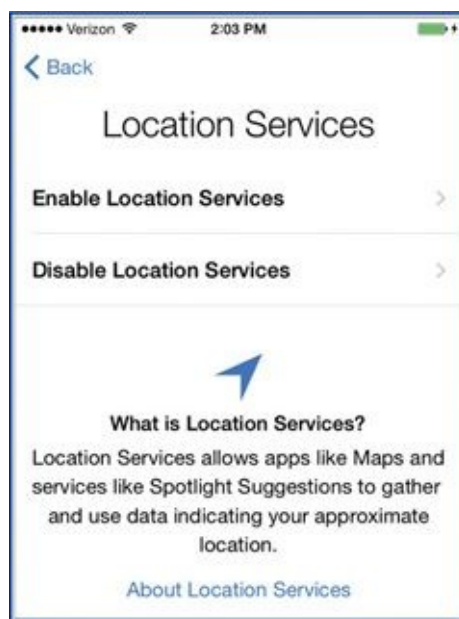 Verizon 2:03 PM
Back
Location Services
Enable Location Services
Disable Location Services
What is Location Services?
Location Services allows apps like Maps and
services like Spotlight Suggestions to gather
and use data indicating your approximate
location.
About Location Services